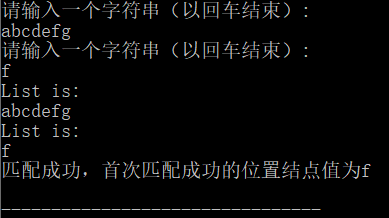 请输入一个字符串（以回车结束）：
abcdefg
请输入一个字符串（以回车结束）：
f
List is:
abcdefg
List is:
f
匹配成功，首次匹配成功的位置结点值为f
--------------------------------